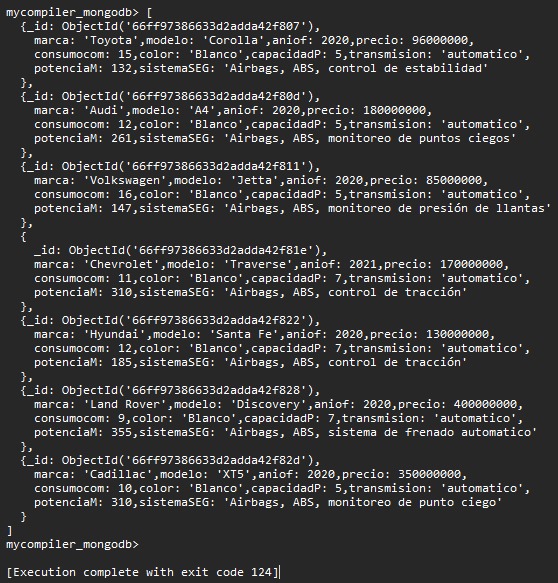 mycompiler_mongodb> [
{_id: ObjectId('66ff97386633d2adda42f807'),
marca: 'Toyota',modelo: 'Corolla',aniof: 2020,precio: 96000000,
consumocom: 15,color: 'Blanco',capacidadP: 5,transmision: 'automatico',
potenciaM: 132,sistemaSEG: 'Airbags, ABS, control de estabilidad'
},
{_id: ObjectId('66ff97386633d2adda42f80d'),
marca: 'Audi',modelo: 'A4',aniof: 2020,precio: 180000000,
consumocom: 12,color: 'Blanco',capacidadP: 5,transmision: 'automatico',
potenciaM: 261,sistemaSEG: 'Airbags, ABS, monitoreo de puntos ciegos'
},
{_id: ObjectId('66ff97386633d2adda42f811'),
marca: 'Volkswagen',modelo: 'Jetta',aniof: 2020,precio: 85000000,
consumocom: 16,color: 'Blanco',capacidadP: 5,transmision: 'automatico',
potenciaM: 147,sistemaSEG: 'Airbags, ABS, monitoreo de presión de llantas'
},
{
_id: ObjectId('66ff97386633d2adda42f81e'),
marca: 'Chevrolet',modelo: 'Traverse',aniof: 2021,precio: 170000000,
consumocom: 11,color: 'Blanco',capacidadP: 7,transmision: 'automatico',
potenciaM: 310,sistemaSEG: 'Airbags, ABS, control de tracción'
},
{_id: ObjectId('66ff97386633d2adda42f822'),
marca: 'Hyundai',modelo: 'Santa Fe',aniof: 2020,precio: 130000000,
consumocom: 12,color: 'Blanco',capacidadP: 7,transmision: 'automatico',
potenciaM: 185,sistemaSEG: 'Airbags, ABS, control de tracción'
},
{_id: ObjectId('66ff97386633d2adda42f828'),
marca: 'Land Rover',modelo: 'Discovery',aniof: 2020,precio: 400000000,
consumocom: 9,color: 'Blanco',capacidadP: 7,transmision: 'automatico',
potenciaM: 355,sistemaSEG: 'Airbags, ABS, sistema de frenado automatico'
},
{_id: ObjectId('66ff97386633d2adda42f82d'),
marca: 'Cadillac',modelo: 'XT5',aniof: 2020,precio: 350000000,
consumocom: 10,color: 'Blanco',capacidadP: 5,transmision: 'automatico',
potenciaM: 310,sistemaSEG: 'Airbags, ABS, monitoreo de punto ciego'
}
]
mycompiler_mongodb>
[Execution complete with exit code 124]